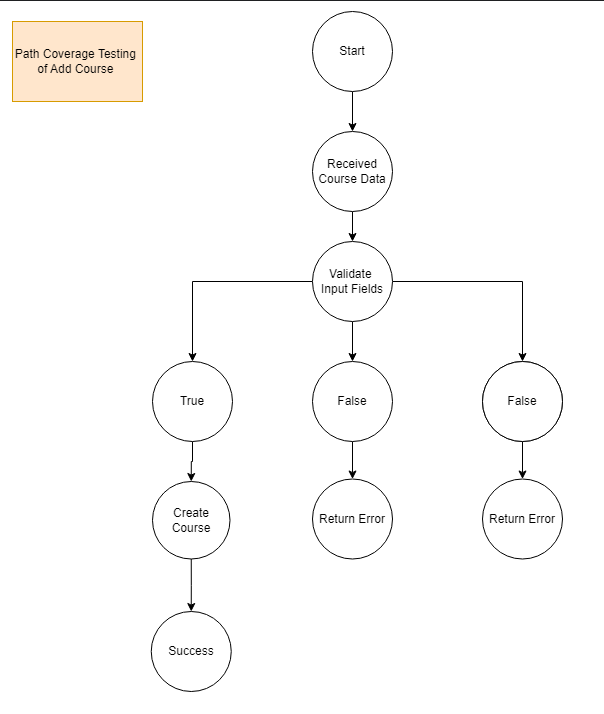 Path Coverage Testing
of Add Course
Start
Received
Course Data
Validate
Input Fields
True
False
False
Create
Course
Return Error
Return Error
Success